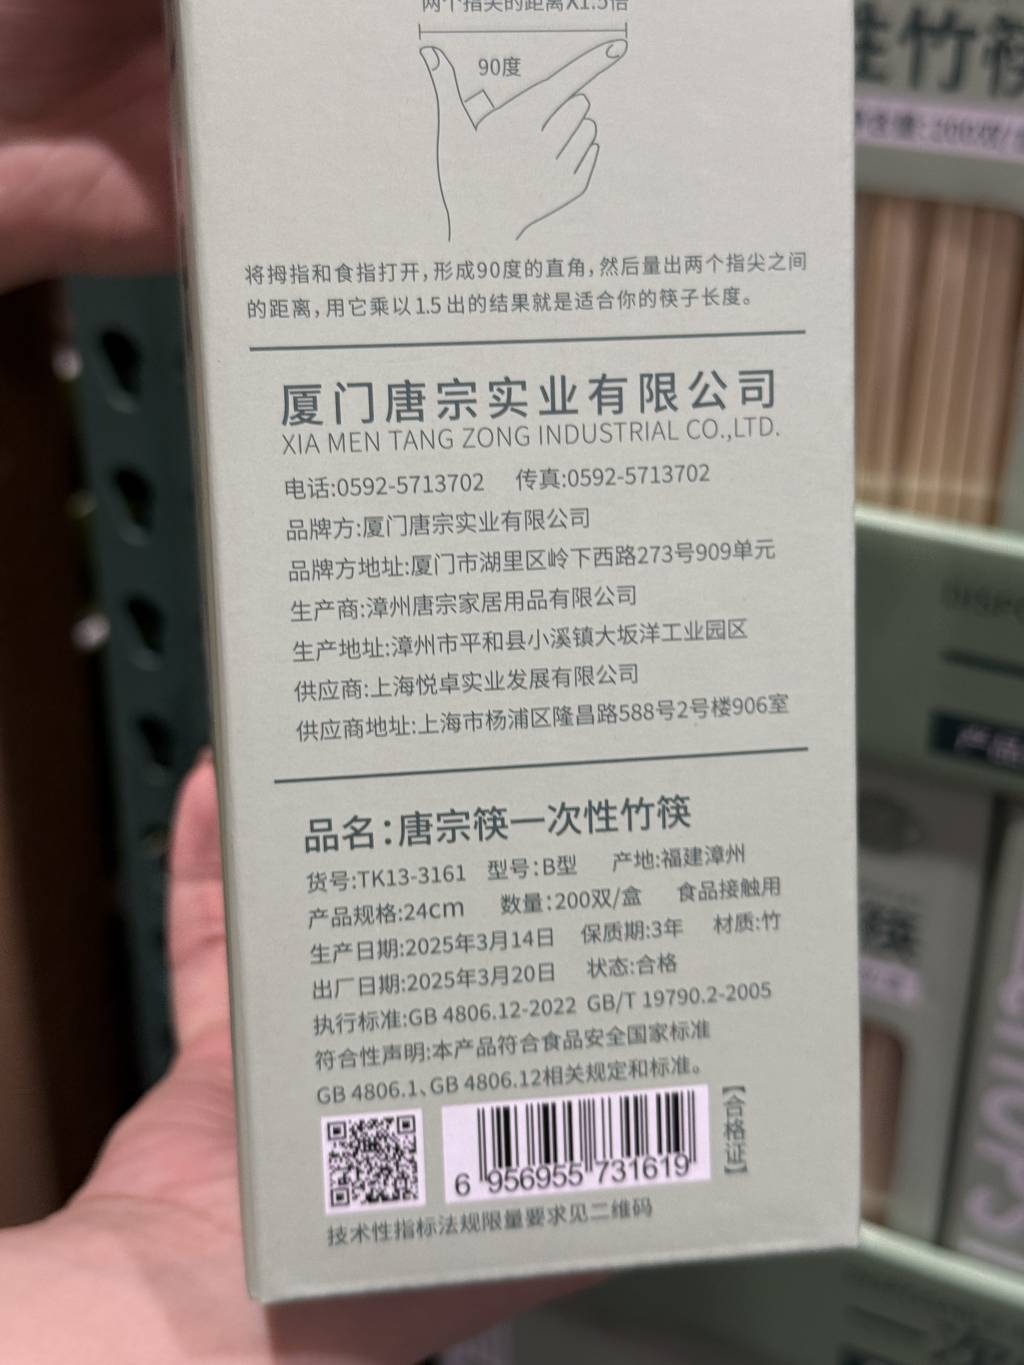 两个指尖的距离X1.5倍
90度
将拇指和食指打开，形成90度的直角，然后量出两个指尖之间
的距离，用它乘以1.5出的结果就是适合你的筷子长度。
厦门唐宗实业有限公司
XIA MEN TANG ZONG INDUSTRIAL CO.,LTD.
电话:0592-5713702 传真:0592-5713702
品牌方:厦门唐宗实业有限公司
品牌方地址:厦门市湖里区岭下西路273号909单元
生产商:漳州唐宗家居用品有限公司
生产地址:漳州市平和县小溪镇大坂洋工业园区
供应商:上海悦卓实业发展有限公司
供应商地址:上海市杨浦区隆昌路588号2号楼906室
品名:唐宗筷一次性竹筷
货号:TK13-3161 型号:B型 产地:福建漳州
产品规格:24cm 数量:200双/盒 食品接触用
生产日期:2025年3月14日 保质期:3年 材质:竹
出厂日期:2025年3月20日 状态:合格
执行标准:GB 4806.12-2022 GB/T 19790.2-2005
符合性声明:本产品符合食品安全国家标准
GB 4806.1、GB 4806.12相关规定和标准。
【合格证】
6 956955 731619
技术性指标法规限量要求见二维码
性竹筷
筷